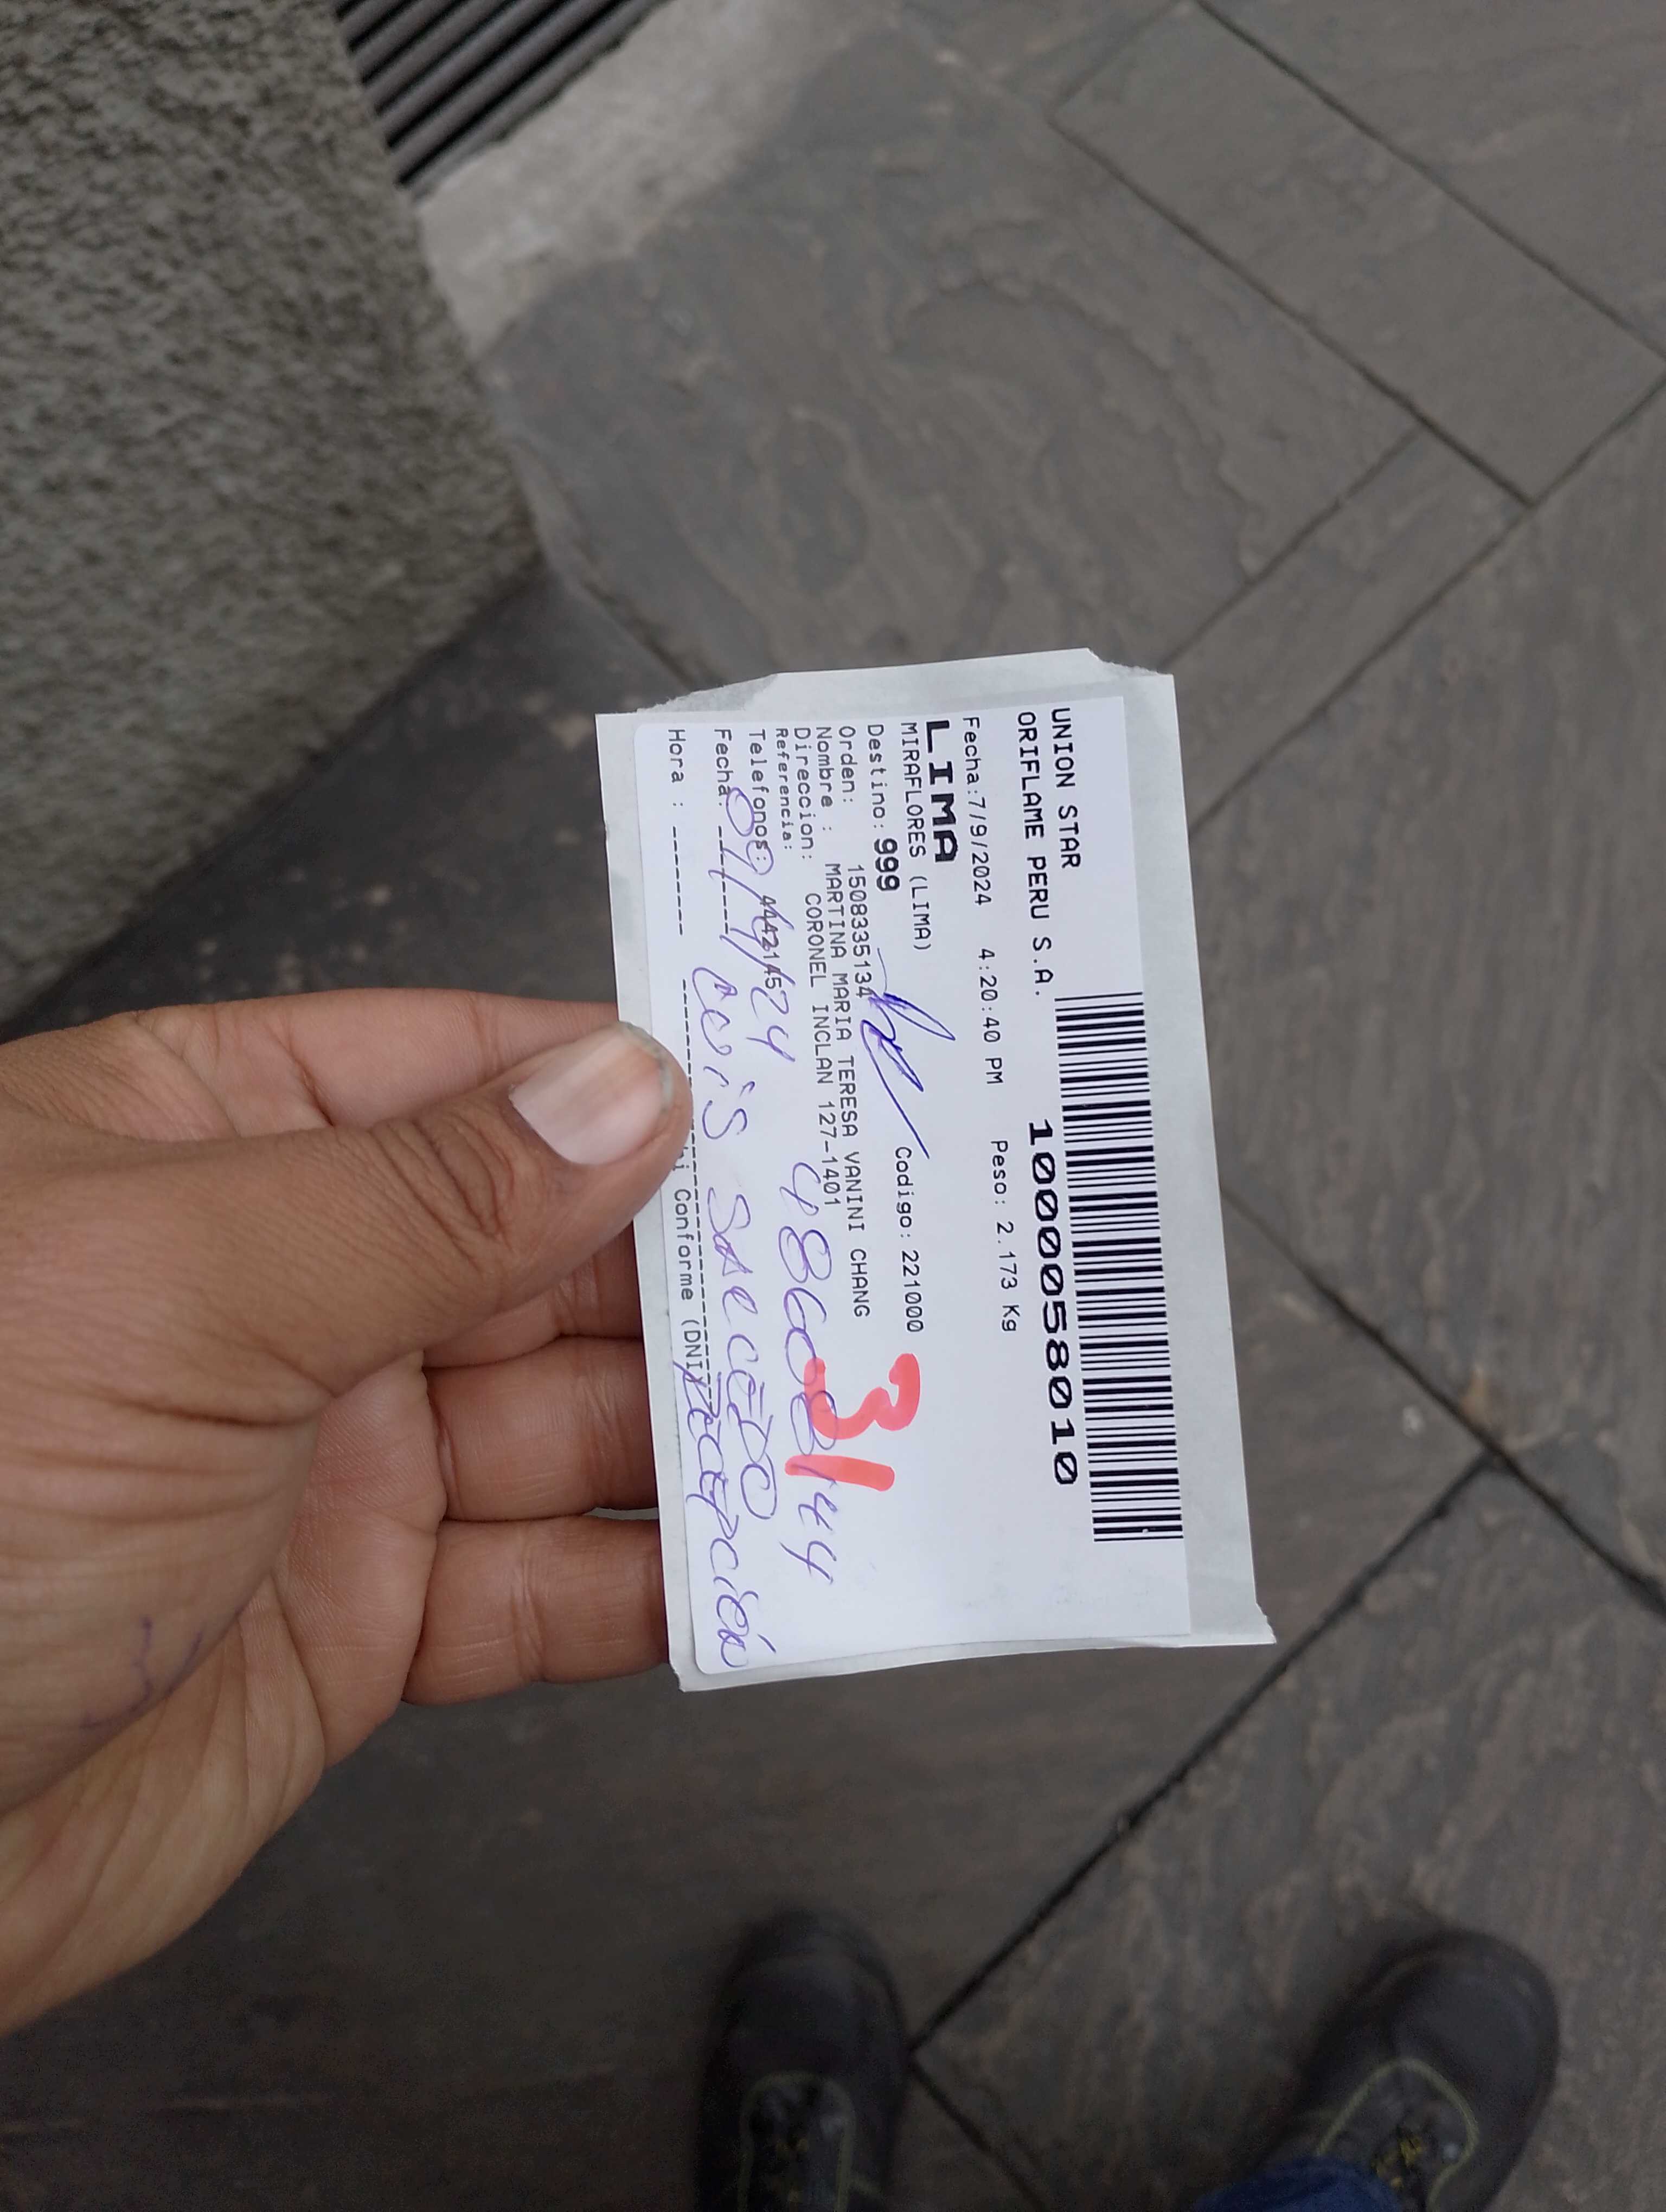 UNION STAR
ORIFLAME PERU S.A.
1000058010
Fecha:7/9/2024 4:20:40 PM Peso: 2.173 Kg
LIMA
MIRAFLORES (LIMA)
Destino: 999 Codigo: 221000
31
Orden: 1508335134
Nombre : MARTINA MARIA TERESA VANINI CHANG
Direccion: CORONEL INCLAN 127-1401
Referencia:
Telefonos: 4442145
Fecha:
Hora :
Conforme (DNI)